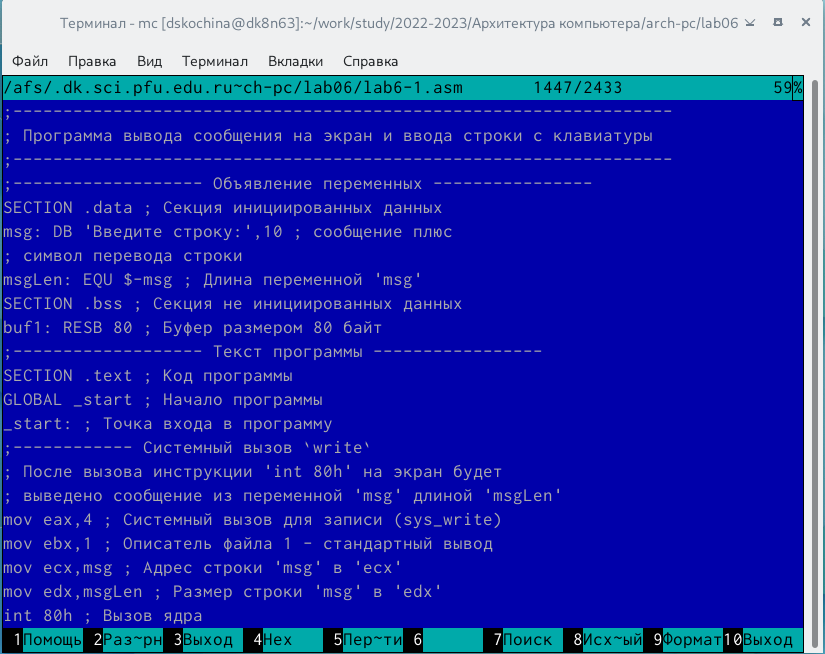 Терминал - mc [dskochina@dk8n63]:~/work/study/2022-2023/Архитектура компьютера/arch-pc/lab06
Файл Правка Вид Терминал Вкладки Справка
/afs/.dk.sci.pfu.edu.ru~ch-pc/lab06/lab6-1.asm 1447/2433 59%
;------------------------------------------------------------------
; Программа вывода сообщения на экран и ввода строки с клавиатуры
;------------------------------------------------------------------
;------------------- Объявление переменных ----------------
SECTION .data ; Секция инициированных данных
msg: DB 'Введите строку:',10 ; сообщение плюс
; символ перевода строки
msgLen: EQU $-msg ; Длина переменной 'msg'
SECTION .bss ; Секция не инициированных данных
buf1: RESB 80 ; Буфер размером 80 байт
;------------------- Текст программы -----------------
SECTION .text ; Код программы
GLOBAL _start ; Начало программы
_start: ; Точка входа в программу
;------------ Системный вызов `write`
; После вызова инструкции 'int 80h' на экран будет
; выведено сообщение из переменной 'msg' длиной 'msgLen'
mov eax,4 ; Системный вызов для записи (sys_write)
mov ebx,1 ; Описатель файла 1 - стандартный вывод
mov ecx,msg ; Адрес строки 'msg' в 'ecx'
mov edx,msgLen ; Размер строки 'msg' в 'edx'
int 80h ; Вызов ядра
1Помощь 2Раз~рн 3Выход 4Hex 5Пер~ти 6 7Поиск 8Исх~ый 9Формат 10Выход